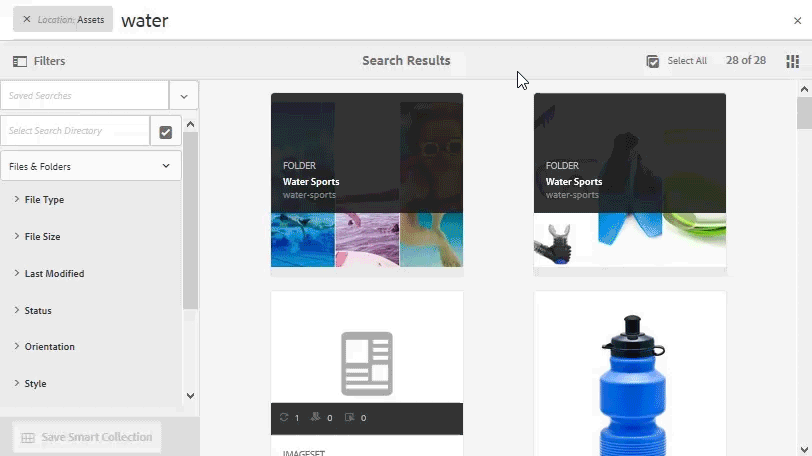 × Location: Assets water ×
Filters Search Results Select All 28 of 28
Saved Searches
Select Search Directory
Files & Folders
File Type
File Size
Last Modified
Status
Orientation
Style
Save Smart Collection
FOLDER
Water Sports
water-sports
FOLDER
Water Sports
water-sports
1 0 0
IMAGESET